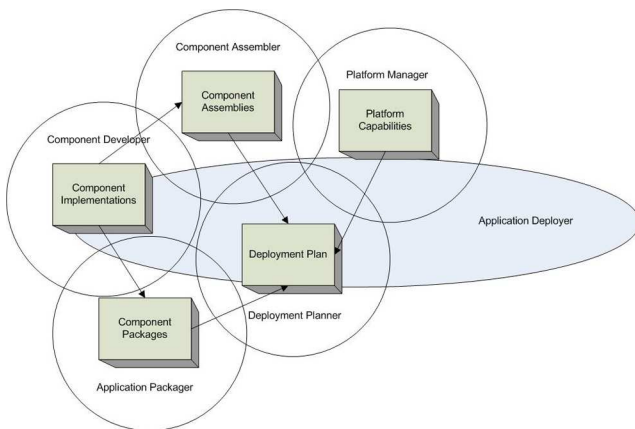 Component Assembler
Component
Assemblies
Platform Manager
Platform
Capabilities
Component Developer
Component
Implementations
Application Deployer
Deployment Plan
Deployment Planner
Component
Packages
Application Packager